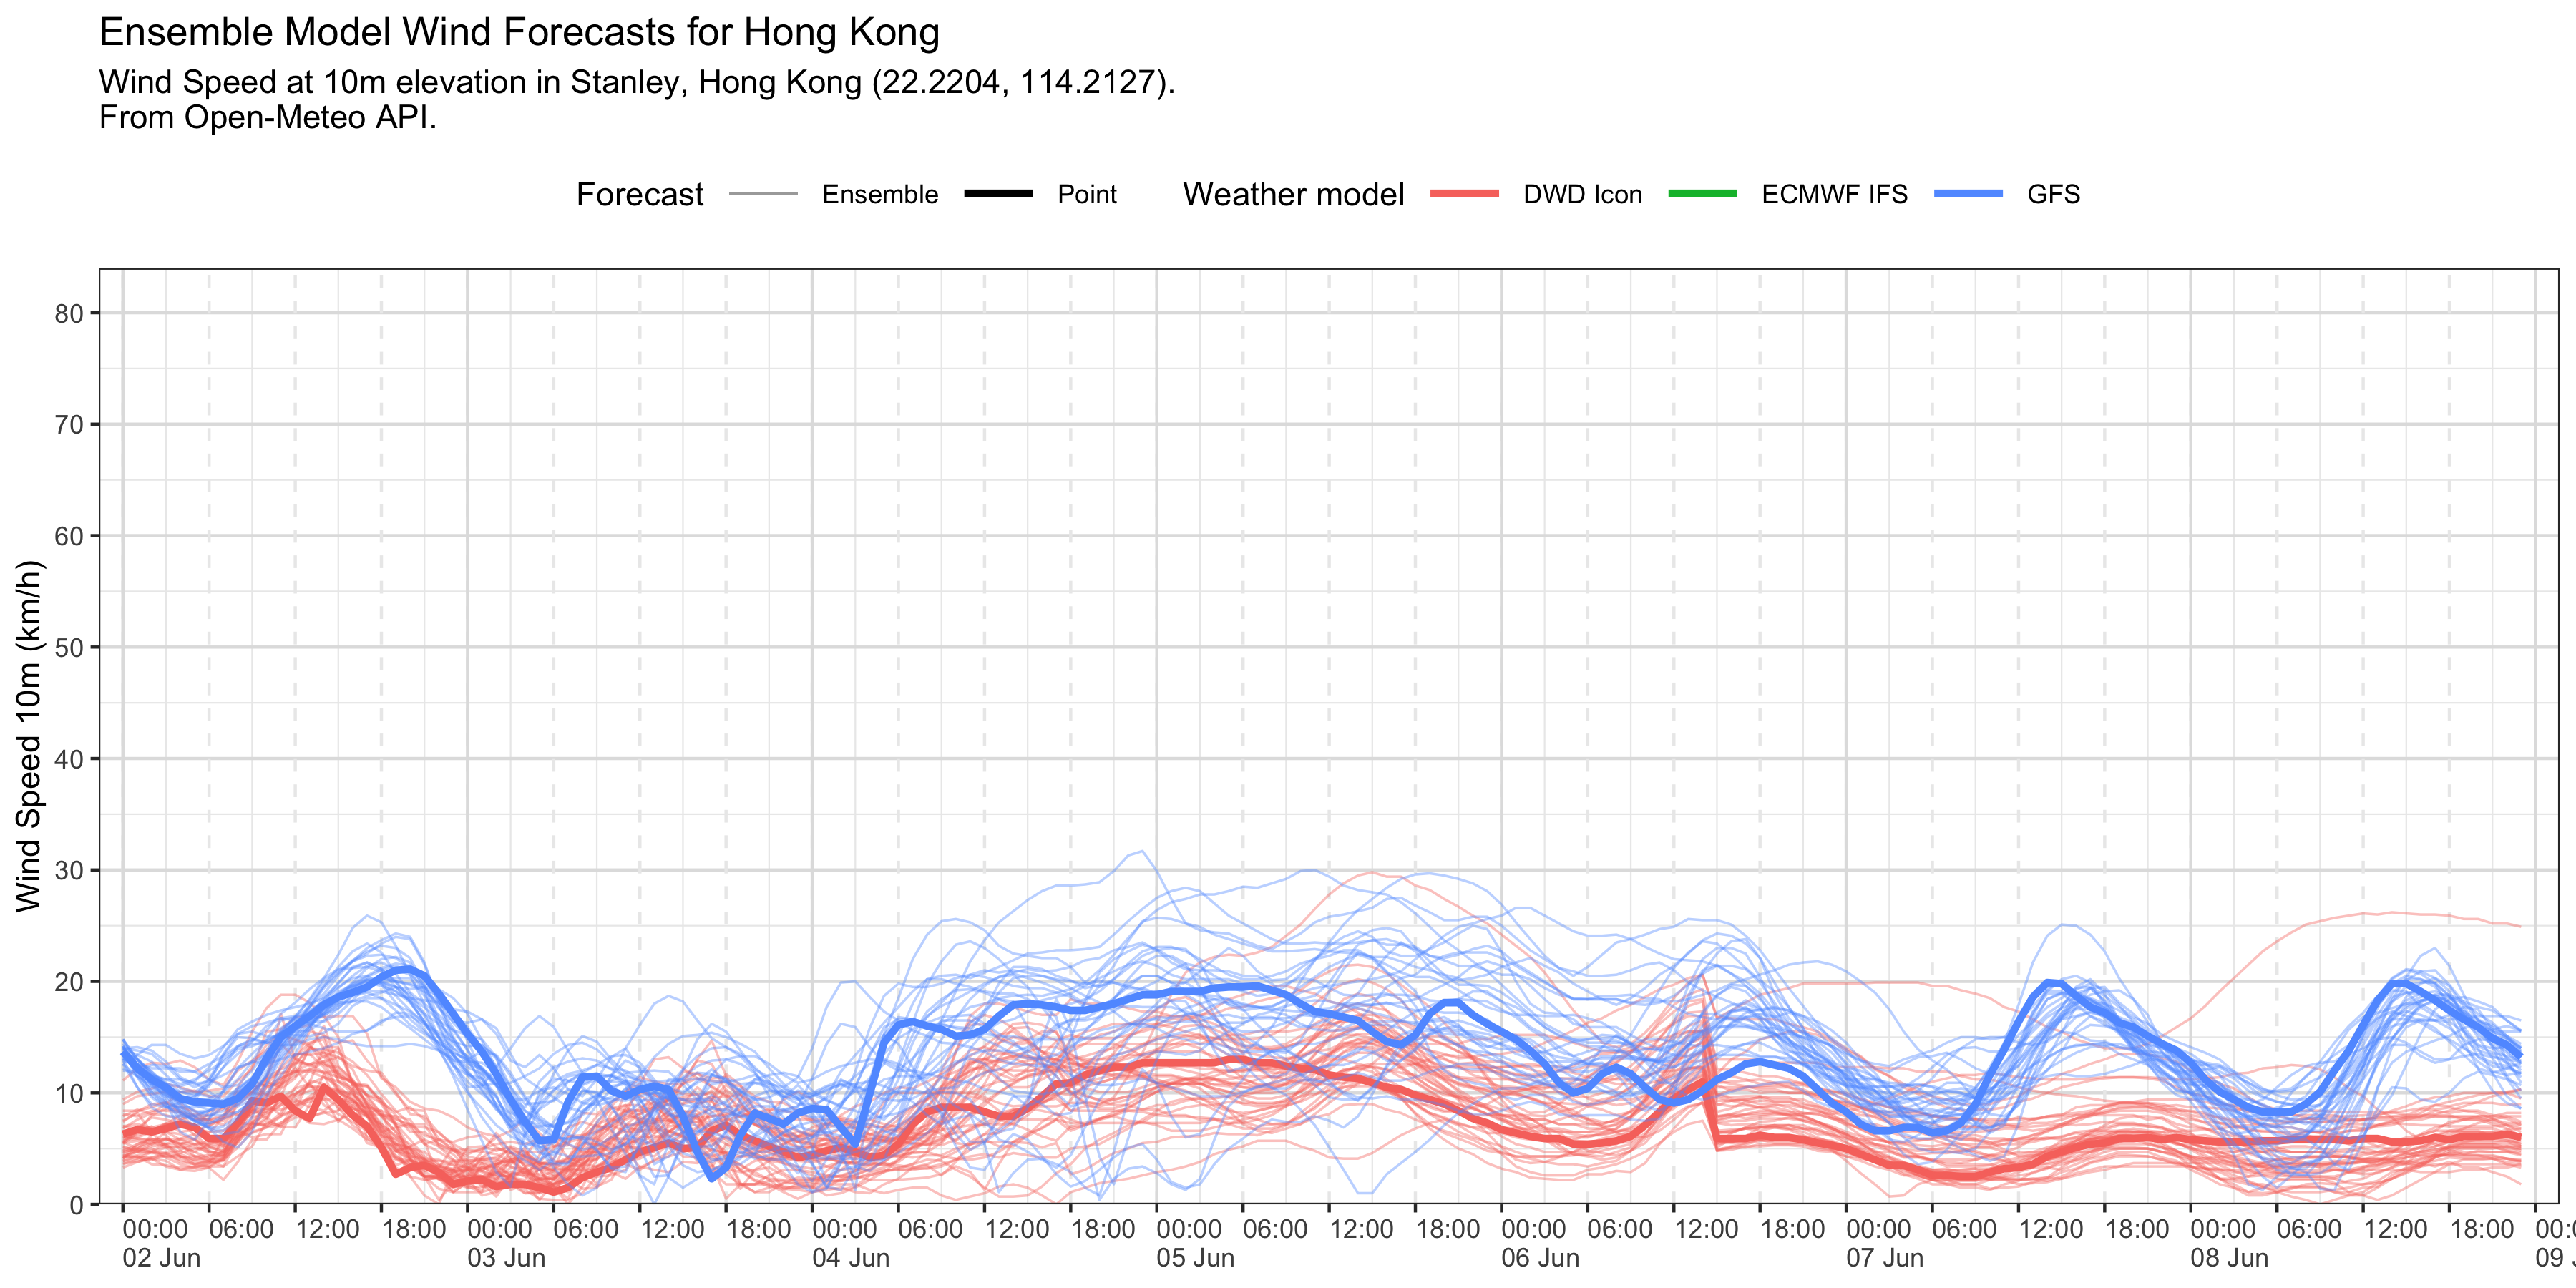 Ensemble Model Wind Forecasts for Hong Kong
Wind Speed at 10m elevation in Stanley, Hong Kong (22.2204, 114.2127).
From Open-Meteo API.
Forecast Ensemble Point Weather model DWD Icon ECMWF IFS GFS
Wind Speed 10m (km/h)
80
70
60
50
40
30
20
10
0
00:00 06:00 12:00 18:00 00:00 06:00 12:00 18:00 00:00 06:00 12:00 18:00 00:00 06:00 12:00 18:00 00:00 06:00 12:00 18:00 00:00 06:00 12:00 18:00 00:00 06:00 12:00 18:00 00:0
02 Jun 03 Jun 04 Jun 05 Jun 06 Jun 07 Jun 08 Jun 09